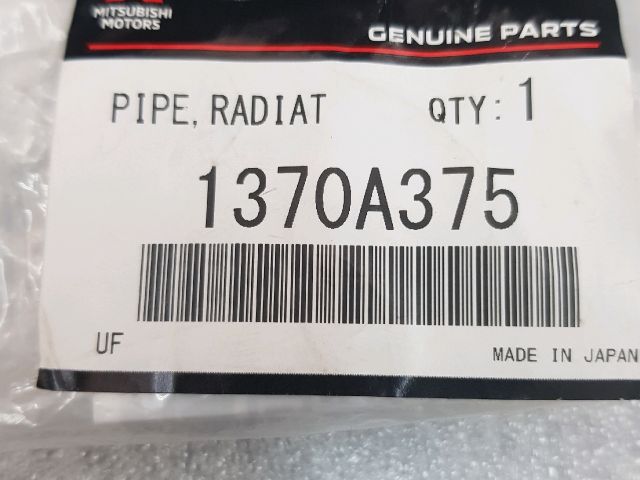 MITSUBISHI
MOTORS
GENUINE PARTS
PIPE, RADIAT QTY: 1
1370A375
UF MADE IN JAPAN